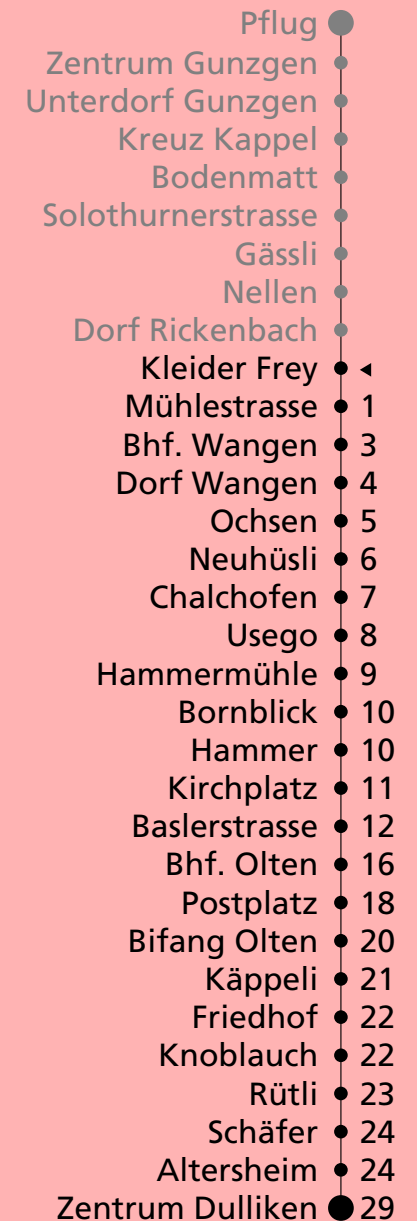 Pflug
Zentrum Gunzgen
Unterdorf Gunzgen
Kreuz Kappel
Bodenmatt
Solothurnerstrasse
Gässli
Nellen
Dorf Rickenbach
Kleider Frey
Mühlestrasse 1
Bhf. Wangen 3
Dorf Wangen 4
Ochsen 5
Neuhüsli 6
Chalchofen 7
Usego 8
Hammermühle 9
Bornblick 10
Hammer 10
Kirchplatz 11
Baslerstrasse 12
Bhf. Olten 16
Postplatz 18
Bifang Olten 20
Käppeli 21
Friedhof 22
Knoblauch 22
Rütli 23
Schäfer 24
Altersheim 24
Zentrum Dulliken 29